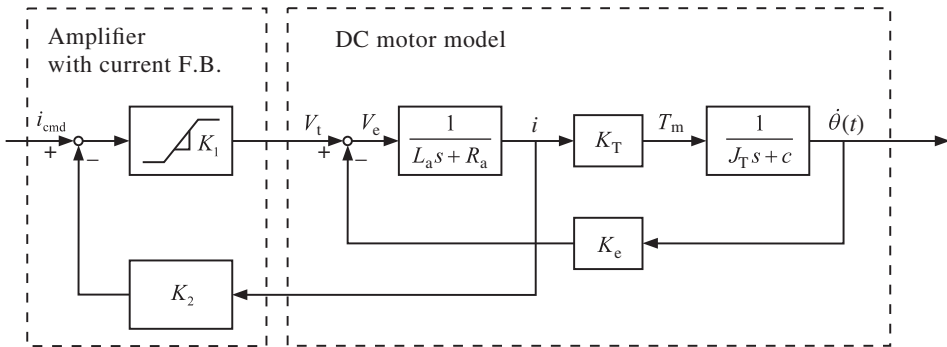 Amplifier
with current F.B.
DC motor model
i_cmd
+
−
K_1
V_t
+
−
V_e
1
L_a s + R_a
i
K_T
T_m
1
J_T s + c
θ̇(t)
K_e
K_2